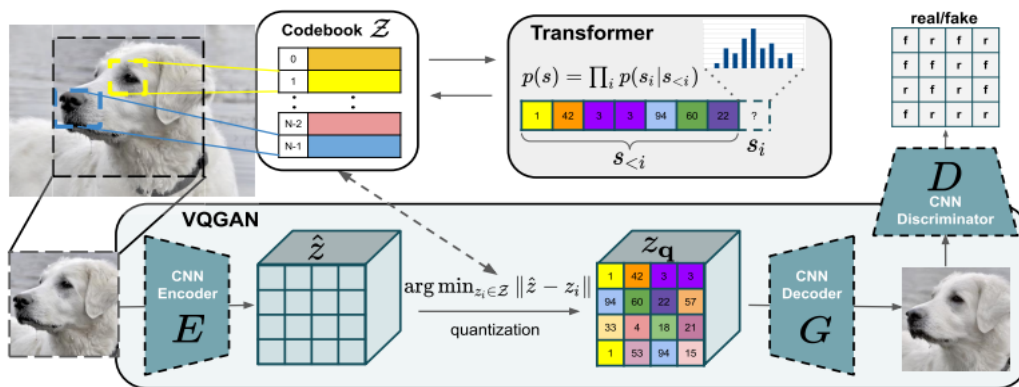 Codebook 𝒵
0
1
N-2
N-1
Transformer
p(s) = ∏ᵢ p(sᵢ|s<ᵢ)
1 42 3 3 94 60 22 ?
s<ᵢ sᵢ
real/fake
f r f r
f f r r
r f r f
f r r r
D
CNN
Discriminator
VQGAN
CNN
Encoder
E
ẑ
arg min_{zᵢ∈𝒵} ‖ẑ − zᵢ‖
quantization
z_q
1 42 3 3
94 60 22 57
33 4 18 21
1 53 94 15
CNN
Decoder
G